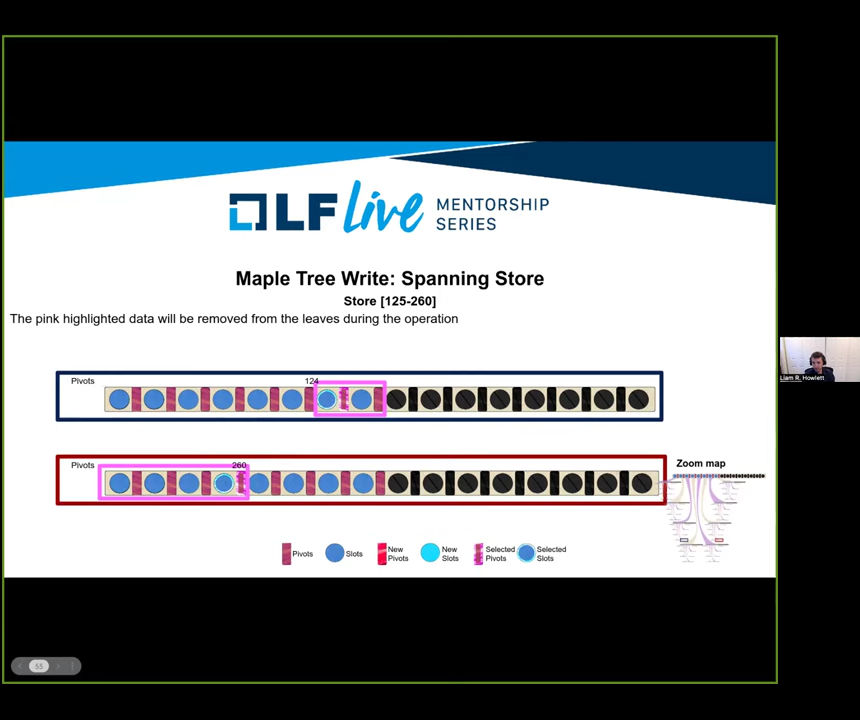 LF Live MENTORSHIP
SERIES
Maple Tree Write: Spanning Store
Store [125-260]
The pink highlighted data will be removed from the leaves during the operation
Pivots
124
Pivots
260
Zoom map
Pivots
Slots
New
Pivots
New
Slots
Selected
Pivots
Selected
Slots
Liam R. Howlett
55